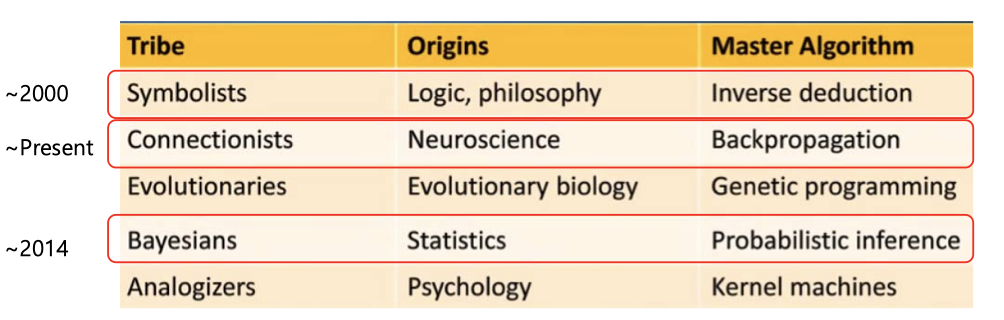 Tribe Origins Master Algorithm
~2000 Symbolists Logic, philosophy Inverse deduction
~Present Connectionists Neuroscience Backpropagation
Evolutionaries Evolutionary biology Genetic programming
~2014 Bayesians Statistics Probabilistic inference
Analogizers Psychology Kernel machines